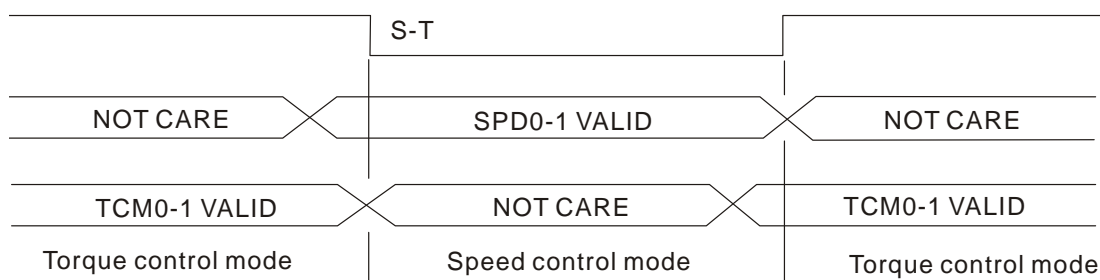 S-T
NOT CARE SPD0-1 VALID NOT CARE
TCM0-1 VALID NOT CARE TCM0-1 VALID
Torque control mode Speed control mode Torque control mode